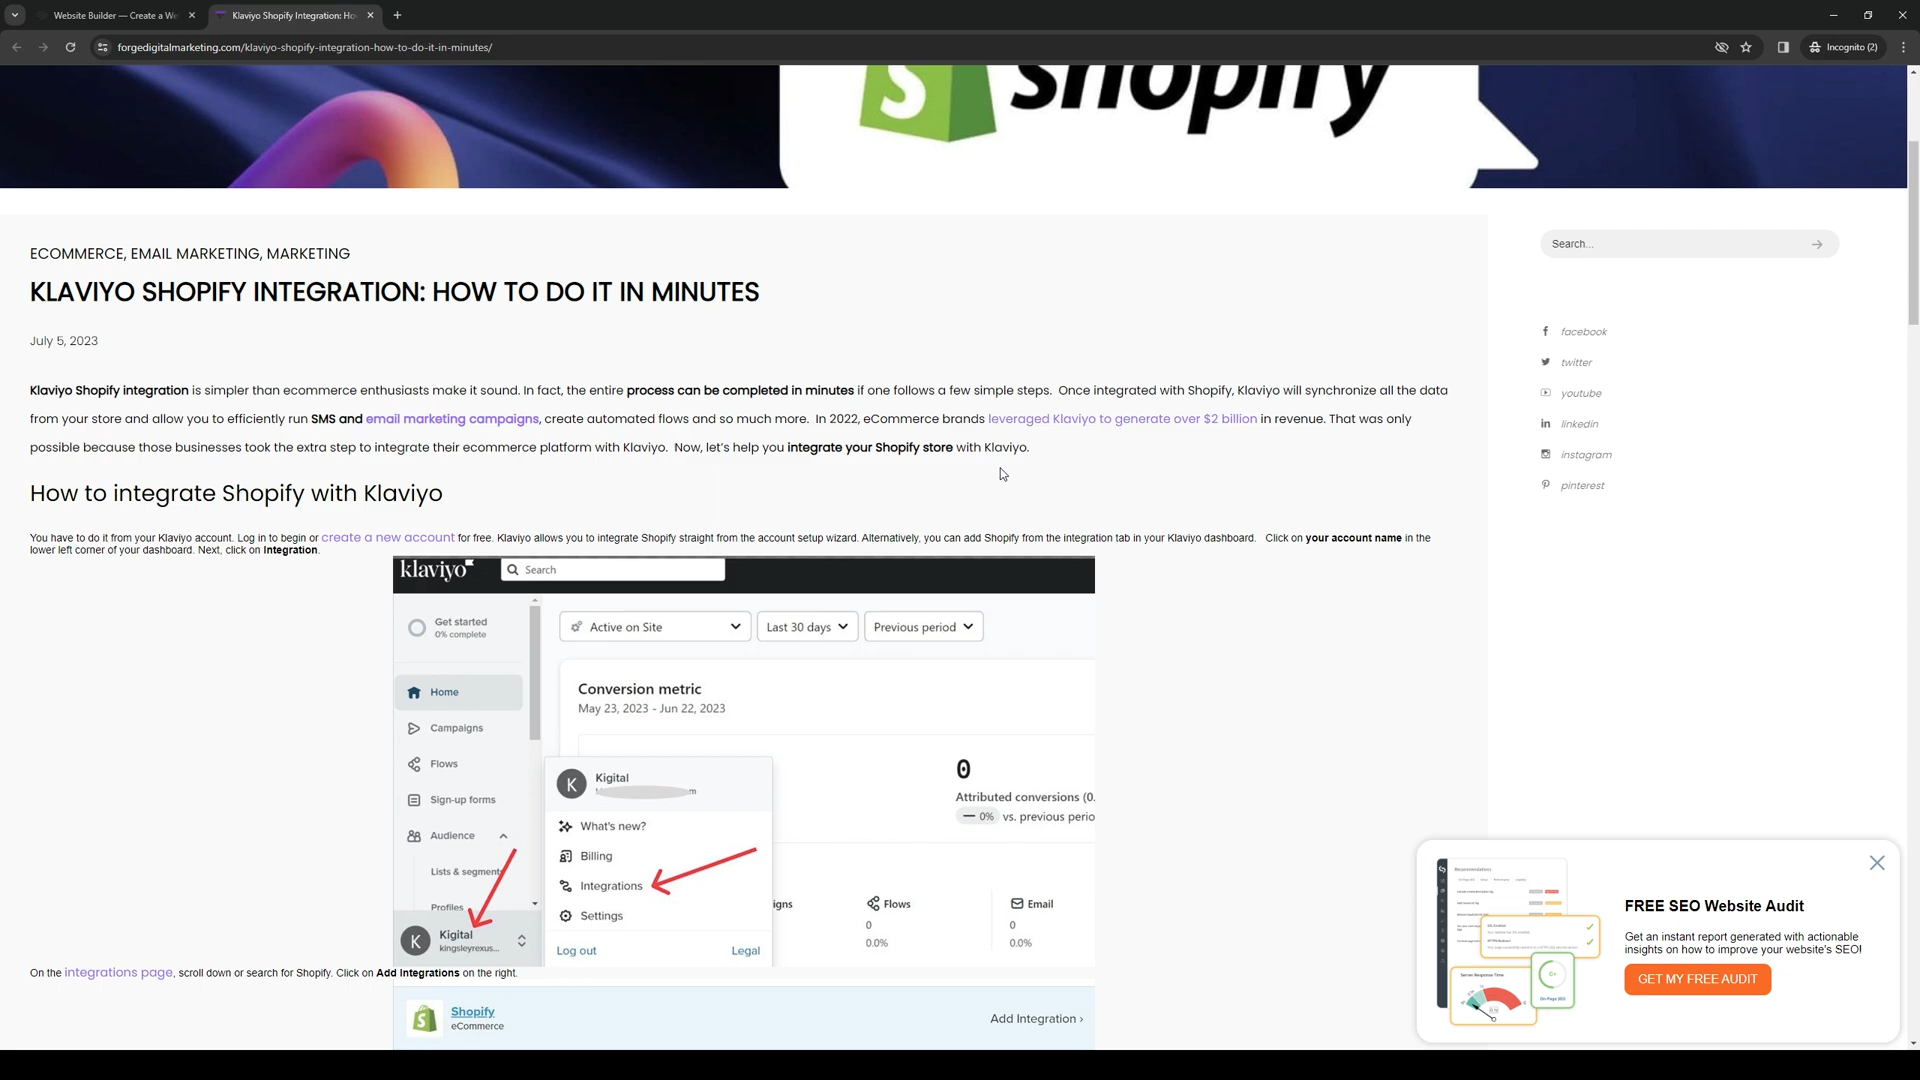 Website Builder — Create a We
Klaviyo Shopify Integration: Ho
forgedigitalmarketing.com/klaviyo-shopify-integration-how-to-do-it-in-minutes/
Incognito (2)
shopify
ECOMMERCE, EMAIL MARKETING, MARKETING
KLAVIYO SHOPIFY INTEGRATION: HOW TO DO IT IN MINUTES
July 5, 2023
Klaviyo Shopify integration is simpler than ecommerce enthusiasts make it sound. In fact, the entire process can be completed in minutes if one follows a few simple steps. Once integrated with Shopify, Klaviyo will synchronize all the data
from your store and allow you to efficiently run SMS and email marketing campaigns, create automated flows and so much more. In 2022, eCommerce brands leveraged Klaviyo to generate over $2 billion in revenue. That was only
possible because those businesses took the extra step to integrate their ecommerce platform with Klaviyo. Now, let's help you integrate your Shopify store with Klaviyo.
How to integrate Shopify with Klaviyo
You have to do it from your Klaviyo account. Log in to begin or create a new account for free. Klaviyo allows you to integrate Shopify straight from the account setup wizard. Alternatively, you can add Shopify from the integration tab in your Klaviyo dashboard. Click on your account name in the
lower left corner of your dashboard. Next, click on Integration.
klaviyo
Search
Get started
0% complete
Active on Site
Last 30 days
Previous period
Home
Campaigns
Flows
Sign-up forms
Audience
Lists & segments
Profiles
K
Kigital
kingsleyrexus...
Conversion metric
May 23, 2023 - Jun 22, 2023
K
Kigital
m
What's new?
Billing
Integrations
Settings
Log out
Legal
0
Attributed conversions (0.
0%
vs. previous perio
igns
Flows
0
0.0%
Email
0
0.0%
On the integrations page, scroll down or search for Shopify. Click on Add Integrations on the right.
Shopify
eCommerce
Add Integration ›
Search...
facebook
twitter
youtube
linkedin
instagram
pinterest
Recommendations
Server Response Time
On-Page SEO
FREE SEO Website Audit
Get an instant report generated with actionable
insights on how to improve your website's SEO!
GET MY FREE AUDIT